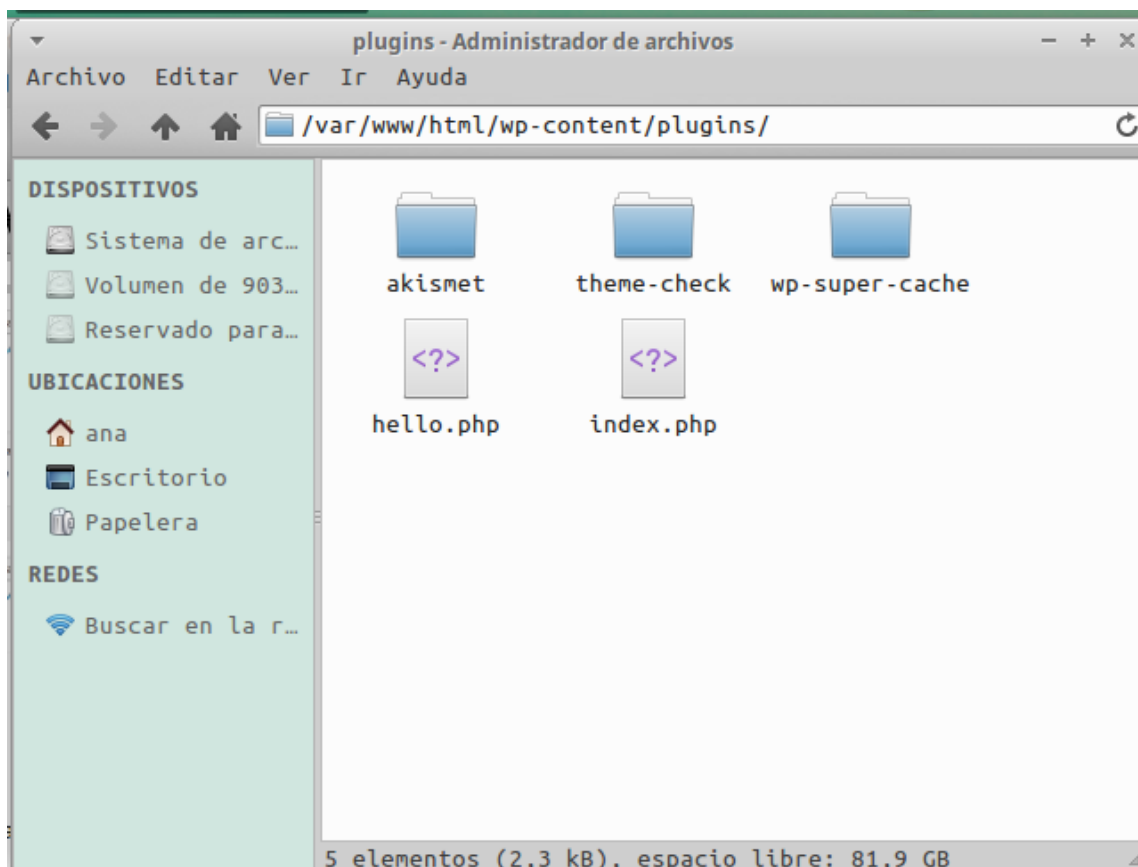 plugins - Administrador de archivos
Archivo Editar Ver Ir Ayuda
/var/www/html/wp-content/plugins/
DISPOSITIVOS
Sistema de arc…
Volumen de 903…
Reservado para…
UBICACIONES
ana
Escritorio
Papelera
REDES
Buscar en la r…
akismet theme-check wp-super-cache
<?> <?>
hello.php index.php
5 elementos (2,3 kB), espacio libre: 81,9 GB